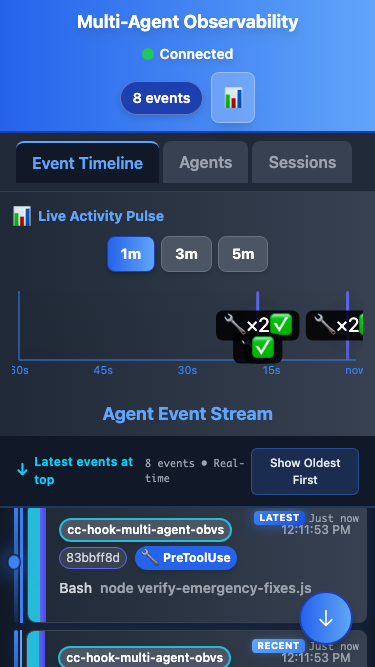 Multi-Agent Observability
Connected
8 events
Event Timeline
Agents
Sessions
Live Activity Pulse
1m
3m
5m
×2
×2
60s
45s
30s
15s
now
Agent Event Stream
↓ Latest events at top
8 events • Real-time
Show Oldest First
LATEST Just now
cc-hook-multi-agent-obvs
12:11:53 PM
83bbff8d
PreToolUse
Bash node verify-emergency-fixes.js
↓
RECENT Just now
cc-hook-multi-agent-obvs
12:11:53 PM